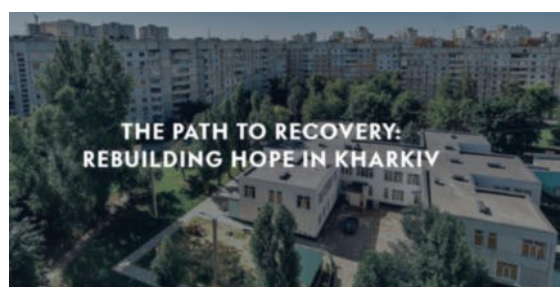 THE PATH TO RECOVERY:
REBUILDING HOPE IN KHARKIV